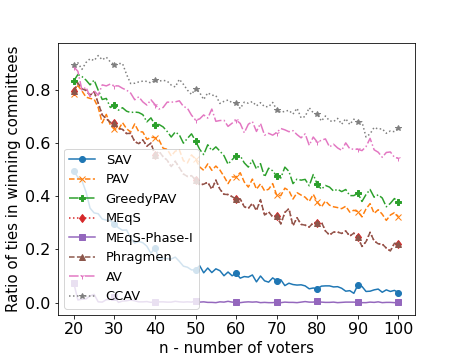 Ratio of ties in winning committees
0.8
0.6
0.4
0.2
0.0
SAV
PAV
GreedyPAV
MEqS
MEqS-Phase-I
Phragmen
AV
CCAV
20 30 40 50 60 70 80 90 100
n - number of voters